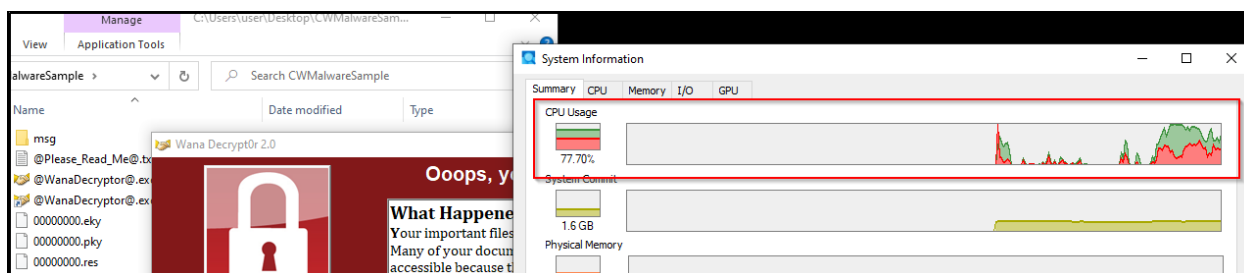 Manage
C:\Users\user\Desktop\CWMalwareSam...
View
Application Tools
alwareSample
Search CWMalwareSample
Name
Date modified
Type
msg
@Please_Read_Me@.tx
@WanaDecryptor@.ex
@WanaDecryptor@.ex
00000000.eky
00000000.pky
00000000.res
Wana Decrypt0r 2.0
Ooops, y
What Happene
Your important files
Many of your docum
accessible because t
System Information
Summary CPU Memory I/O GPU
CPU Usage
77.70%
System Commit
1.6 GB
Physical Memory